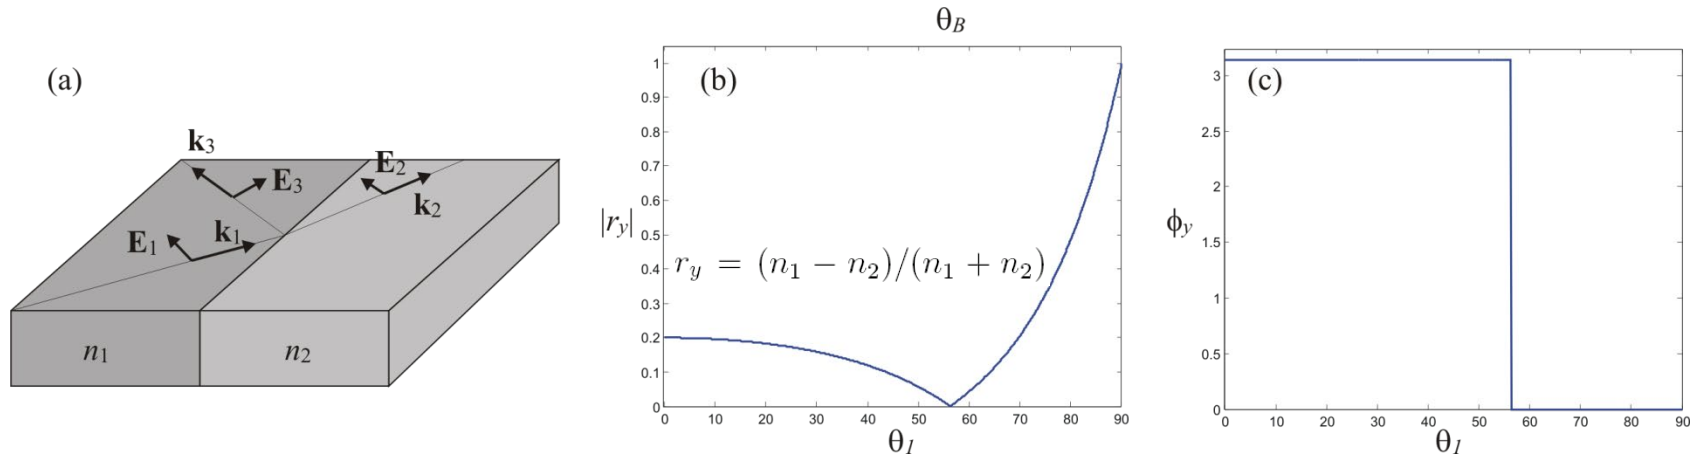 (a)
k3
E3
E2
k2
E1
k1
n1
n2
θB
(b)
|ry|
1
0.9
0.8
0.7
0.6
0.5
0.4
0.3
0.2
0.1
0
ry = (n1 − n2)/(n1 + n2)
0 10 20 30 40 50 60 70 80 90
θ1
(c)
ϕy
3
2.5
2
1.5
1
0.5
0
0 10 20 30 40 50 60 70 80 90
θ1